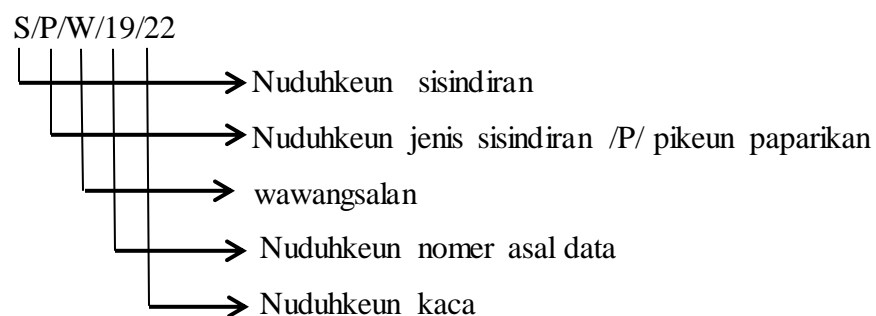 S/P/W/19/22
Nuduhkeun sisindiran
Nuduhkeun jenis sisindiran /P/ pikeun paparikan
wawangsalan
Nuduhkeun nomer asal data
Nuduhkeun kaca